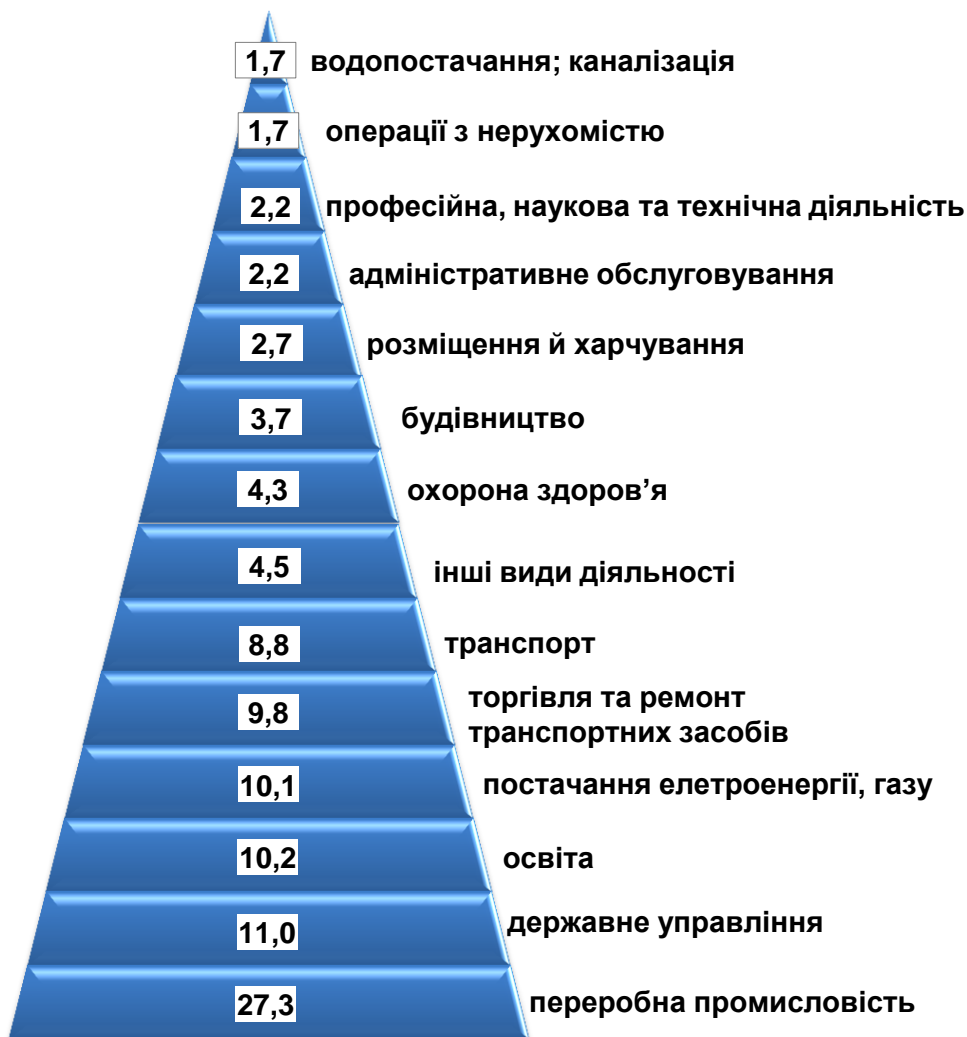 1,7 водопостачання; каналізація
1,7 операції з нерухомістю
2,2 професійна, наукова та технічна діяльність
2,2 адміністративне обслуговування
2,7 розміщення й харчування
3,7 будівництво
4,3 охорона здоров’я
4,5 інші види діяльності
8,8 транспорт
9,8 торгівля та ремонт
транспортних засобів
10,1 постачання елетроенергії, газу
10,2 освіта
11,0 державне управління
27,3 переробна промисловість